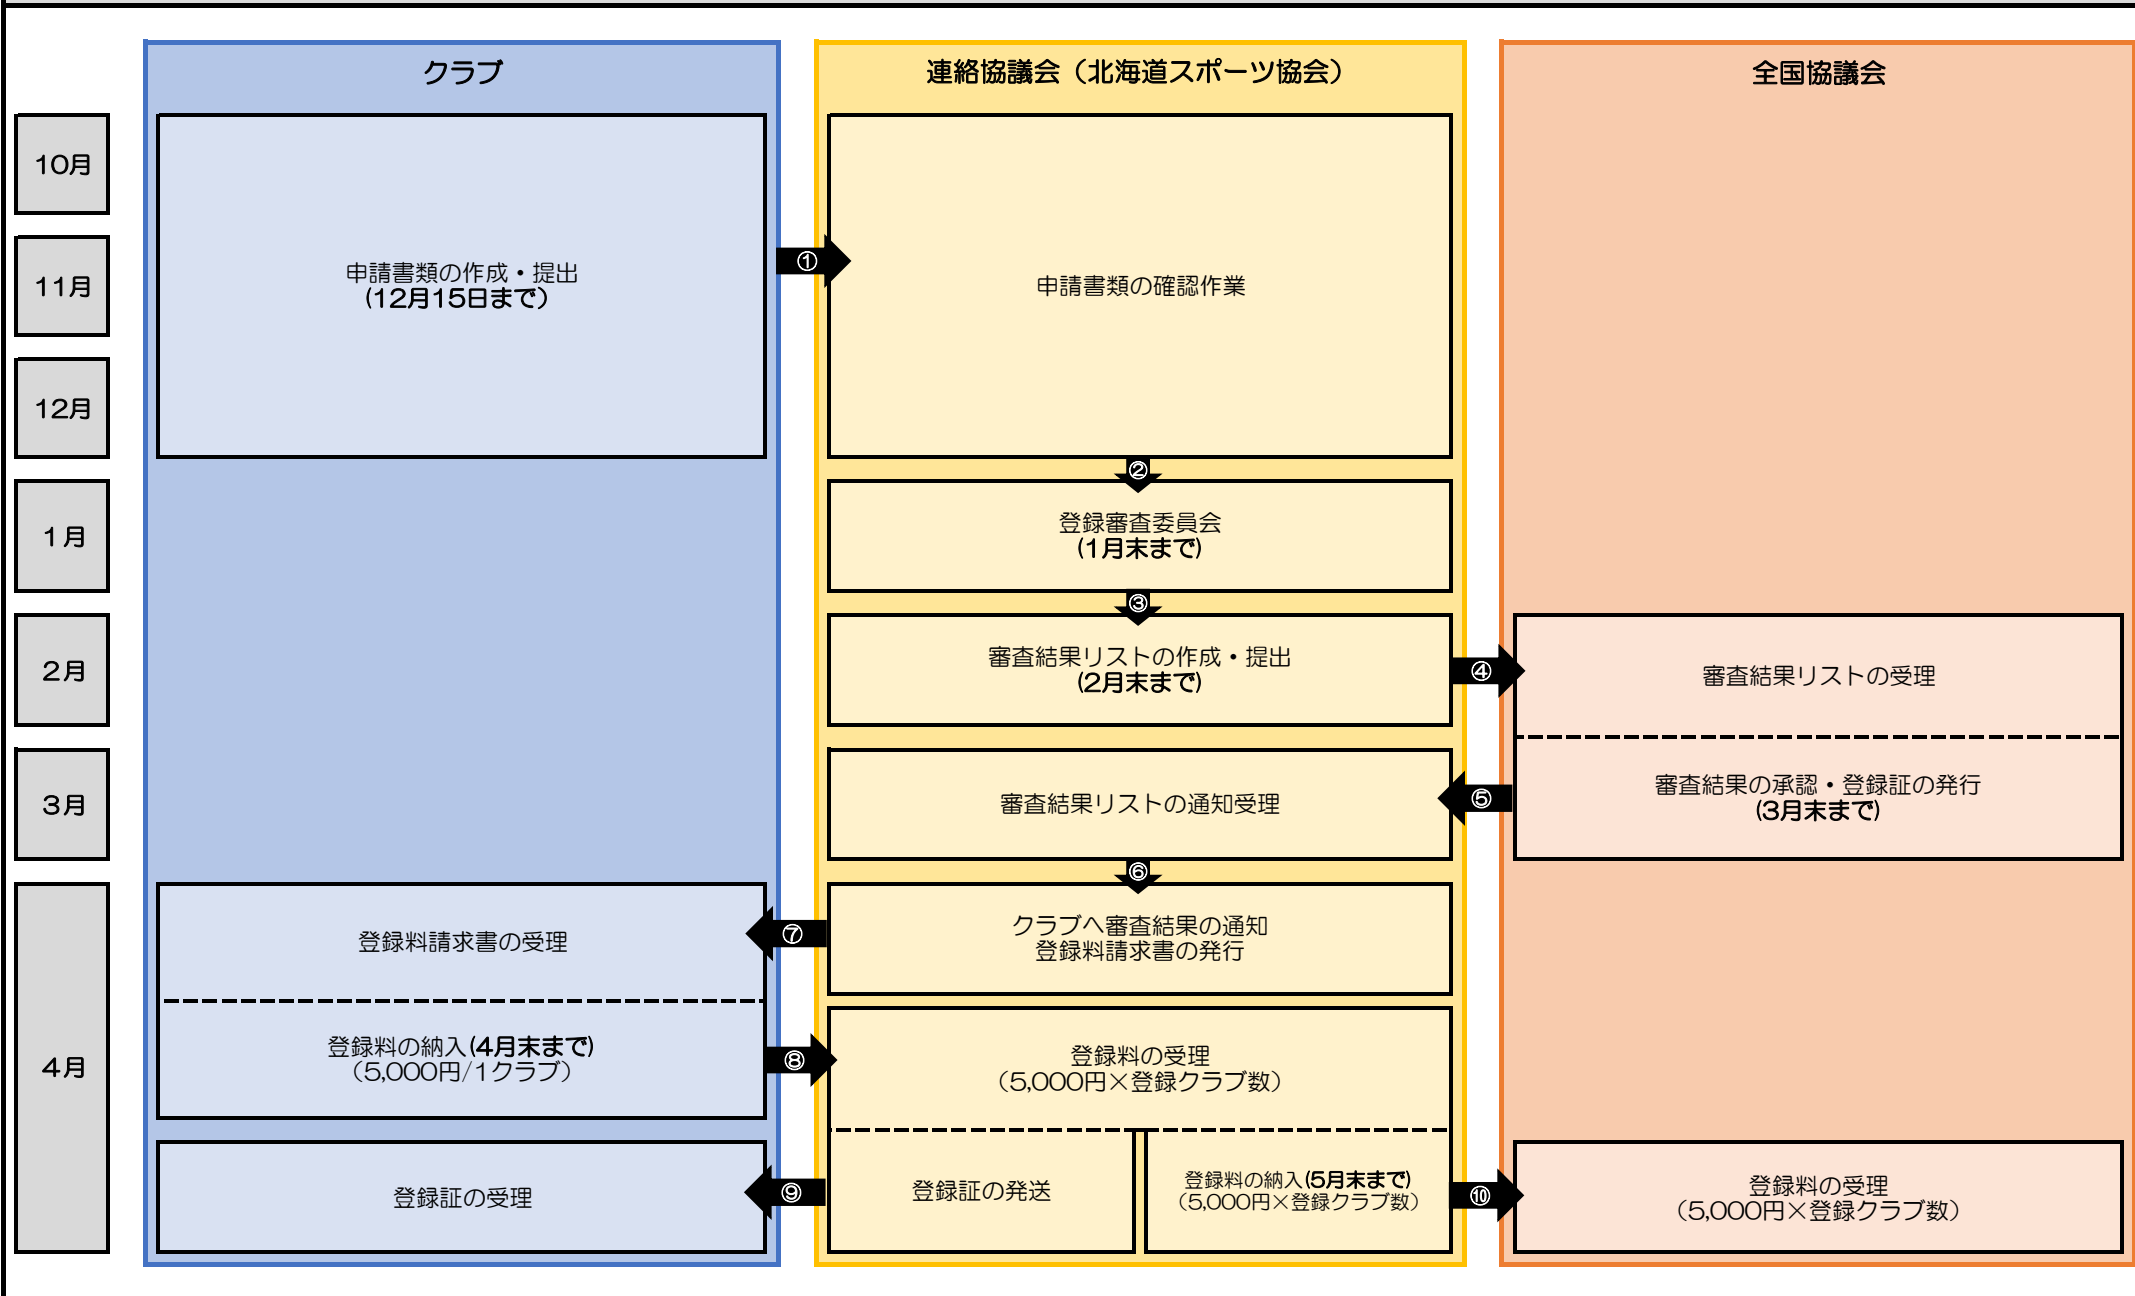 クラブ
連絡協議会（北海道スポーツ協会）
全国協議会
10月
11月
12月
1月
2月
3月
4月
申請書類の作成・提出
(12月15日まで)
①
申請書類の確認作業
②
登録審査委員会
(1月末まで)
③
審査結果リストの作成・提出
(2月末まで)
④
審査結果リストの受理
審査結果の承認・登録証の発行
(3月末まで)
⑤
審査結果リストの通知受理
⑥
クラブへ審査結果の通知
登録料請求書の発行
⑦
登録料請求書の受理
登録料の納入(4月末まで)
（5,000円/1クラブ）
⑧
登録料の受理
（5,000円×登録クラブ数）
登録証の発送
⑨
登録証の受理
登録料の納入(5月末まで)
（5,000円×登録クラブ数）
⑩
登録料の受理
（5,000円×登録クラブ数）